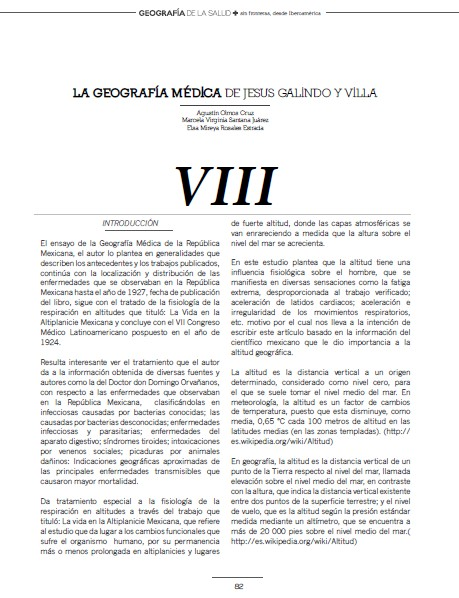 GEOGRAFÍA DE LA SALUD ✚ sin fronteras, desde Iberoamérica
LA GEOGRAFÍA MÉDICA DE JESUS GALINDO Y VILLA
Agustín Olmos Cruz
Marcela Virginia Santana Juárez
Elsa Mireya Rosales Estrada
VIII
INTRODUCCIÓN
El ensayo de la Geografía Médica de la República
Mexicana, el autor lo plantea en generalidades que
describen los antecedentes y los trabajos publicados,
continúa con la localización y distribución de las
enfermedades que se observaban en la República
Mexicana hasta el año de 1927, fecha de publicación
del libro, sigue con el tratado de la fisiología de la
respiración en altitudes que tituló: La Vida en la
Altiplanicie Mexicana y concluye con el VII Congreso
Médico Latinoamericano pospuesto en el año de
1924.
Resulta interesante ver el tratamiento que el autor
da a la información obtenida de diversas fuentes y
autores como la del Doctor don Domingo Orvañanos,
con respecto a las enfermedades que observaban
en la República Mexicana, clasificándolas en
infecciosas causadas por bacterias conocidas; las
causadas por bacterias desconocidas; enfermedades
infecciosas y parasitarias; enfermedades del
aparato digestivo; síndromes tiroides; intoxicaciones
por venenos sociales; picaduras por animales
dañinos: Indicaciones geográficas aproximadas de
las principales enfermedades transmisibles que
causaron mayor mortalidad.
Da tratamiento especial a la fisiología de la
respiración en altitudes a través del trabajo que
tituló: La vida en la Altiplanicie Mexicana, que refiere
al estudio que da lugar a los cambios funcionales que
sufre el organismo humano, por su permanencia
más o menos prolongada en altiplanicies y lugares
de fuerte altitud, donde las capas atmosféricas se
van enrareciendo a medida que la altura sobre el
nivel del mar se acrecienta.
En este estudio plantea que la altitud tiene una
influencia fisiológica sobre el hombre, que se
manifiesta en diversas sensaciones como la fatiga
extrema, desproporcionada al trabajo verificado;
aceleración de latidos cardiacos; aceleración e
irregularidad de los movimientos respiratorios,
etc. motivo por el cual nos lleva a la intención de
escribir este artículo basado en la información del
científico mexicano que le dio importancia a la
altitud geográfica.
La altitud es la distancia vertical a un origen
determinado, considerado como nivel cero, para
el que se suele tomar el nivel medio del mar. En
meteorología, la altitud es un factor de cambios
de temperatura, puesto que esta disminuye, como
media, 0,65 °C cada 100 metros de altitud en las
latitudes medias (en las zonas templadas). (http://
es.wikipedia.org/wiki/Altitud)
En geografía, la altitud es la distancia vertical de un
punto de la Tierra respecto al nivel del mar, llamada
elevación sobre el nivel medio del mar, en contraste
con la altura, que indica la distancia vertical existente
entre dos puntos de la superficie terrestre; y el nivel
de vuelo, que es la altitud según la presión estándar
medida mediante un altímetro, que se encuentra a
más de 20 000 pies sobre el nivel medio del mar.(
http://es.wikipedia.org/wiki/Altitud)
82